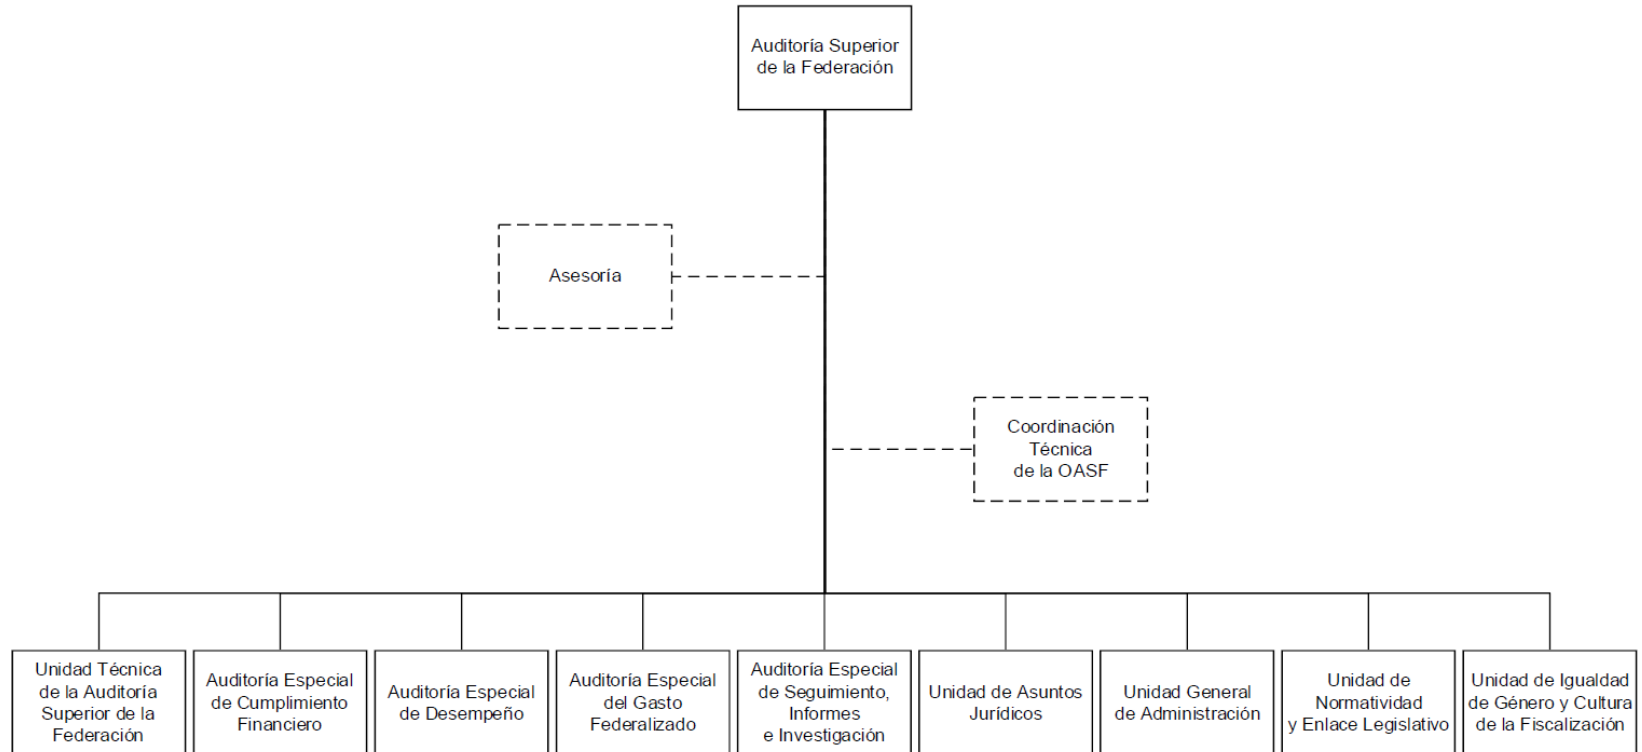 Auditoría Superior
de la Federación
Asesoría
Coordinación
Técnica
de la OASF
Unidad Técnica
de la Auditoría
Superior de la
Federación
Auditoría Especial
de Cumplimiento
Financiero
Auditoría Especial
de Desempeño
Auditoría Especial
del Gasto
Federalizado
Auditoría Especial
de Seguimiento,
Informes
e Investigación
Unidad de Asuntos
Jurídicos
Unidad General
de Administración
Unidad de
Normatividad
y Enlace Legislativo
Unidad de Igualdad
de Género y Cultura
de la Fiscalización